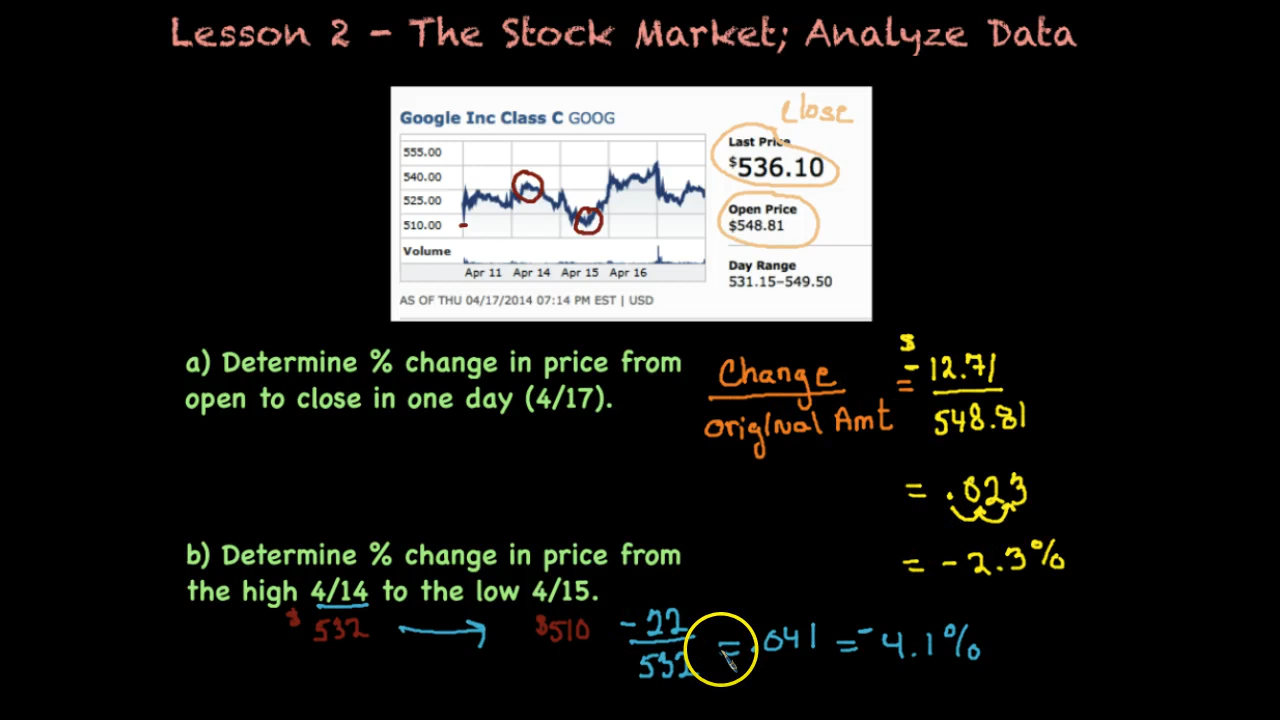 Lesson 2 - The Stock Market; Analyze Data
Google Inc Class C GOOG
555.00
540.00
525.00
510.00
Volume
Apr 11 Apr 14 Apr 15 Apr 16
AS OF THU 04/17/2014 07:14 PM EST | USD
close
Last Price
$536.10
Open Price
$548.81
Day Range
531.15–549.50
a) Determine % change in price from
open to close in one day (4/17).
Change
Original Amt
= $ -12.71
548.81
= .023
= -2.3%
b) Determine % change in price from
the high 4/14 to the low 4/15.
$532 → $510
-22
532
= .041 = -4.1%